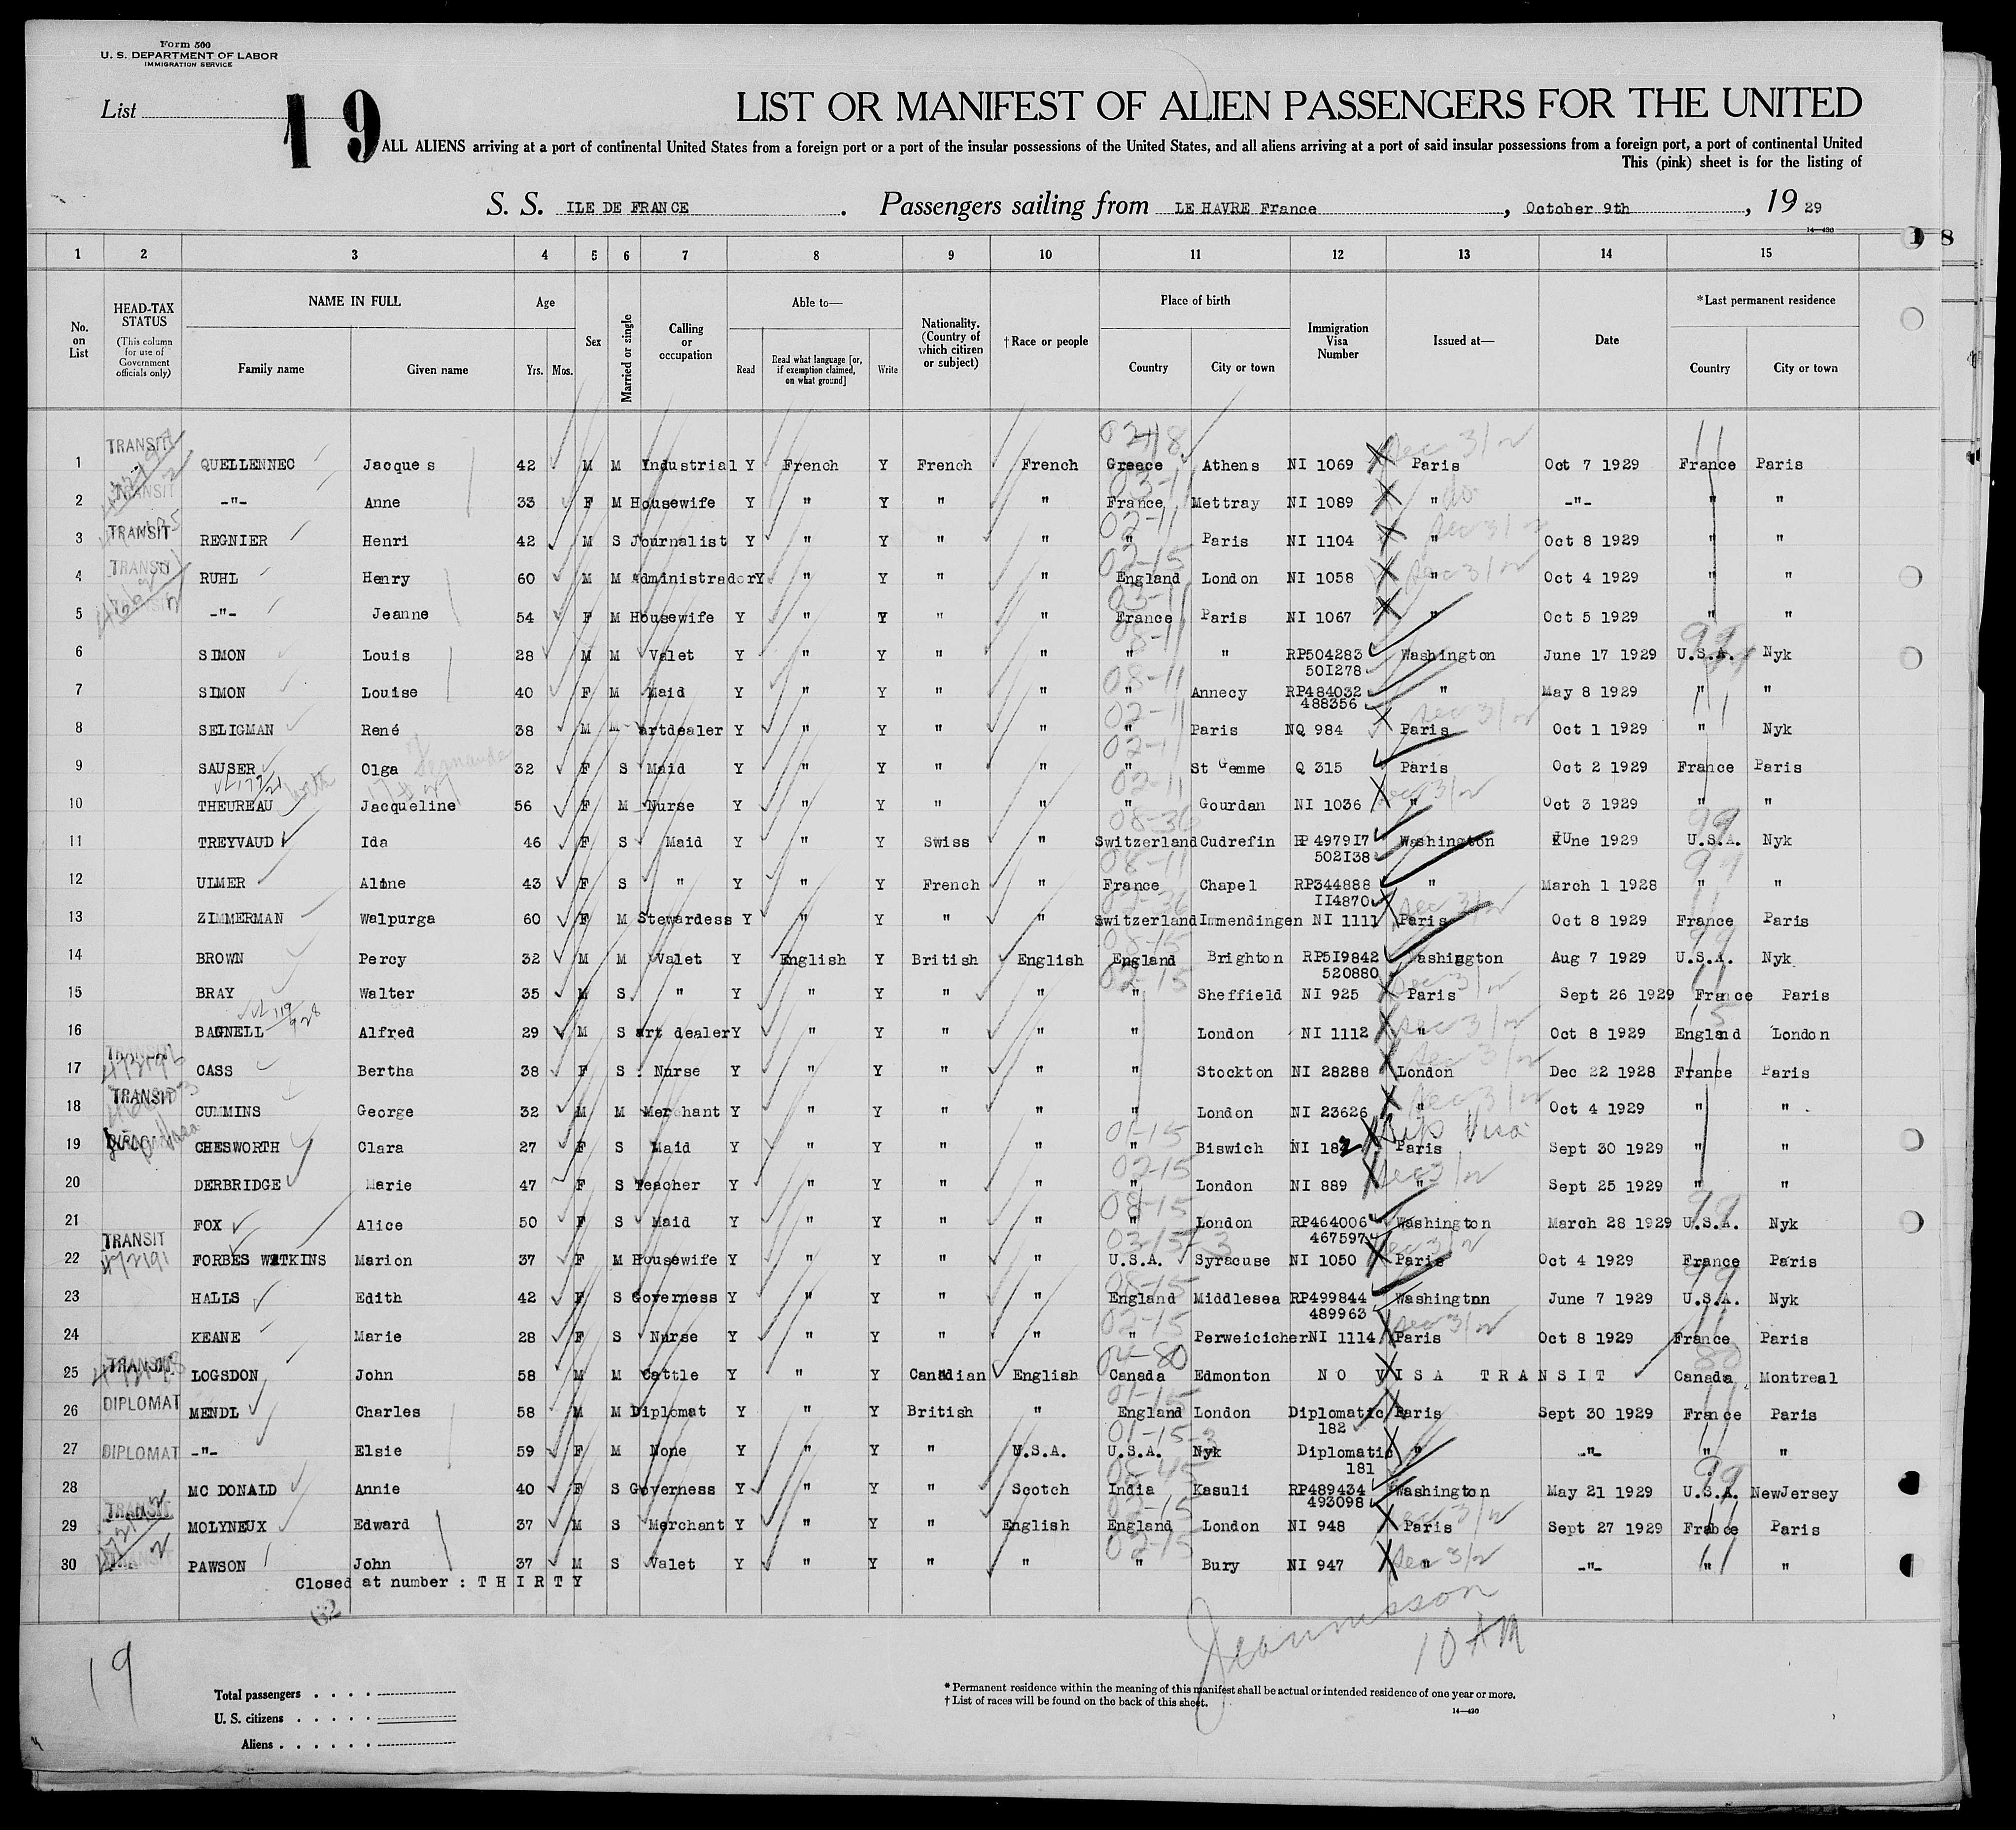 Form 500
U. S. DEPARTMENT OF LABOR
IMMIGRATION SERVICE
List 19
LIST OR MANIFEST OF ALIEN PASSENGERS FOR THE UNITED
ALL ALIENS arriving at a port of continental United States from a foreign port or a port of the insular possessions of the United States, and all aliens arriving at a port of said insular possessions from a foreign port, a port of continental United
This (pink) sheet is for the listing of
S. S. ILE DE FRANCE. Passengers sailing from LE HAVRE France, October 9th, 19 29
14—430
18
1 2 3 4 5 6 7 8 9 10 11 12 13 14 15
No. on List
HEAD-TAX STATUS (This column for use of Government officials only)
NAME IN FULL Family name Given name
Age Yrs. Mos.
Sex
Married or single
Calling or occupation
Able to— Read Read what language [or, if exemption claimed, on what ground] Write
Nationality. (Country of which citizen or subject)
†Race or people
Place of birth Country City or town
Immigration Visa Number
Issued at—
Date
*Last permanent residence Country City or town
1 TRANSIT QUELLENNEC Jacques 42 M M Industrial Y French Y French French Greece Athens NI 1069 Paris Oct 7 1929 France Paris
2 TRANSIT -"- Anne 33 F M Housewife Y " Y " " France Mettray NI 1089 " -"- " "
3 TRANSIT REGNIER Henri 42 M S Journalist Y " Y " " " Paris NI 1104 " Oct 8 1929 " "
4 TRANSIT RUHL Henry 60 M M administrador Y " Y " " England London NI 1058 " Oct 4 1929 " "
5 TRANSIT -"- Jeanne 54 F M Housewife Y " Y " " France Paris NI 1067 " Oct 5 1929 " "
6 SIMON Louis 28 M M Valet Y " Y " " " " RP504283 Washington June 17 1929 U.S.A. Nyk
50I278
7 SIMON Louise 40 F M Maid Y " Y " " " Annecy RP484032 " May 8 1929 " "
488356
8 SELIGMAN René 38 M M artdealer Y " Y " " " Paris NQ 984 Paris Oct 1 1929 " Nyk
9 SAUSER Olga 32 F S Maid Y " Y " " " St Gemme Q 315 Paris Oct 2 1929 France Paris
10 THEUREAU Jacqueline 56 F M Nurse Y " Y " " " Gourdan NI 1036 " Oct 3 1929 " "
11 TREYVAUD Ida 46 F S Maid Y " Y Swiss " Switzerland Cudrefin RP 4979I7 Washington June 1929 U.S.A. Nyk
502I38
12 ULMER Aline 43 F S " Y " Y French " France Chapel RP344888 " March 1 1928 " "
II4870
13 ZIMMERMAN Walpurga 60 F M Stewardess Y " Y " " Switzerland Immendingen NI 1111 Paris Oct 8 1929 France Paris
14 BROWN Percy 32 M M Valet Y English Y British English England Brighton RP5I9842 Washington Aug 7 1929 U.S.A. Nyk
520880
15 BRAY Walter 35 M S " Y " Y " " " Sheffield NI 925 Paris Sept 26 1929 France Paris
16 BAGNELL Alfred 29 M S art dealer Y " Y " " " London NI 1112 " Oct 8 1929 England London
17 TRANSIT CASS Bertha 38 F S Nurse Y " Y " " " Stockton NI 28288 London Dec 22 1928 France Paris
18 TRANSIT CUMMINS George 32 M M Merchant Y " Y " " " London NI 23626 " Oct 4 1929 " "
19 CHESWORTH Clara 27 F S Maid Y " Y " " " Biswich NI 182 Paris Sept 30 1929 " "
20 DERBRIDGE Marie 47 F S Teacher Y " Y " " " London NI 889 " Sept 25 1929 " "
21 FOX Alice 50 F S Maid Y " Y " " " London RP464006 Washington March 28 1929 U.S.A. Nyk
467597
22 TRANSIT FORBES WATKINS Marion 37 F M Housewife Y " Y " " U.S.A. Syracuse NI 1050 Paris Oct 4 1929 France Paris
23 HALLS Edith 42 F S Governess Y " Y " " England Middlesea RP499844 Washingtnn June 7 1929 U.S.A. Nyk
489963
24 KEANE Marie 28 F S Nurse Y " Y " " " Perweicicher NI 1114 Paris Oct 8 1929 France Paris
25 TRANSIT LOGSDON John 58 M M Cattle Y " Y Canadian English Canada Edmonton NO VISA TRANSIT Canada Montreal
26 DIPLOMAT MENDL Charles 58 M M Diplomat Y " Y British " England London Diplomatic Paris Sept 30 1929 France Paris
182
27 DIPLOMAT -"- Elsie 59 F M None Y " Y " U.S.A. U.S.A. Nyk Diplomatic " -"- " "
181
28 MC DONALD Annie 40 F S Governess Y " Y " Scotch India Kasuli RP489434 Washington May 21 1929 U.S.A. NewJersey
493098
29 TRANSIT MOLYNEUX Edward 37 M S Merchant Y " Y " English England London NI 948 Paris Sept 27 1929 France Paris
30 TRANSIT PAWSON John 37 M S Valet Y " Y " " " Bury NI 947 " -"- " "
Closed at number : THIRTY
62
Jeannisson
10 AM
19
Total passengers . . . .
U. S. citizens . . . . .
Aliens . . . . . .
* Permanent residence within the meaning of this manifest shall be actual or intended residence of one year or more.
† List of races will be found on the back of this sheet.
14—430